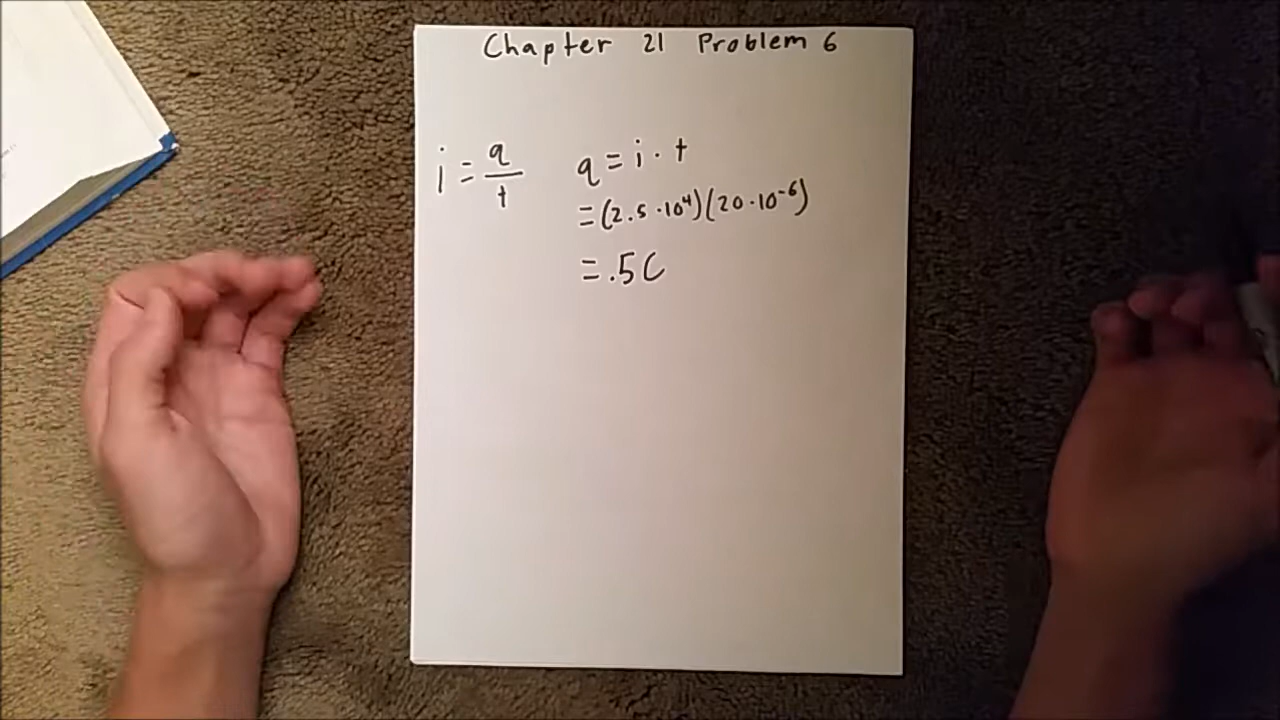 Chapter 21 Problem 6
i = q/t
q = i · t
= (2.5 · 10⁴)(20 · 10⁻⁶)
= .5 C